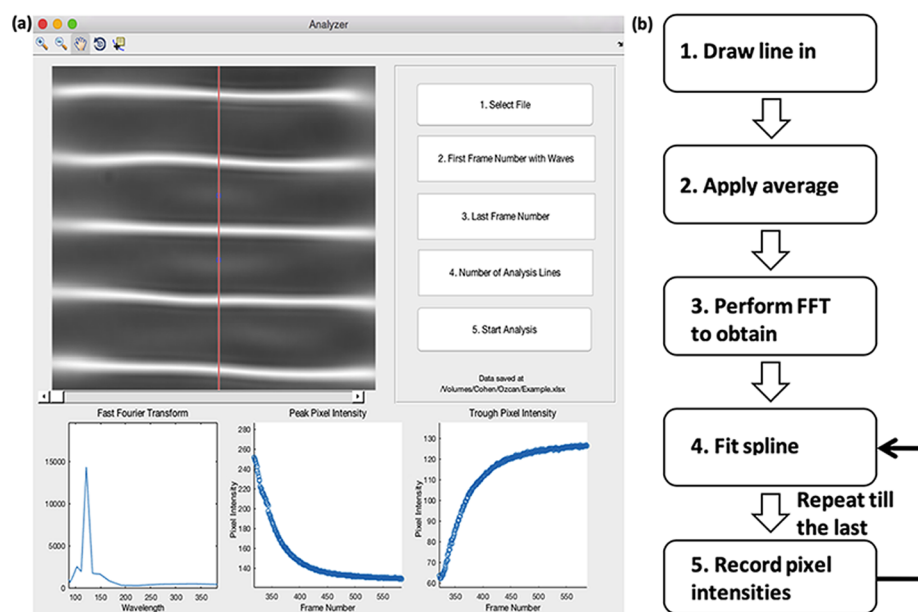 (a)
Analyzer
1. Select File
2. First Frame Number with Waves
3. Last Frame Number
4. Number of Analysis Lines
5. Start Analysis
Data saved at
/Volumes/Cohen/Ozcan/Example.xlsx
Fast Fourier Transform
15000
10000
5000
0
100
150
200
250
300
350
Wavelength
Peak Pixel Intensity
Pixel Intensity
280
260
240
220
200
180
160
140
350
400
450
500
550
Frame Number
Trough Pixel Intensity
Pixel Intensity
130
120
110
100
90
80
70
60
350
400
450
500
550
Frame Number
(b)
1. Draw line in
2. Apply average
3. Perform FFT
to obtain
4. Fit spline
Repeat till
the last
5. Record pixel
intensities